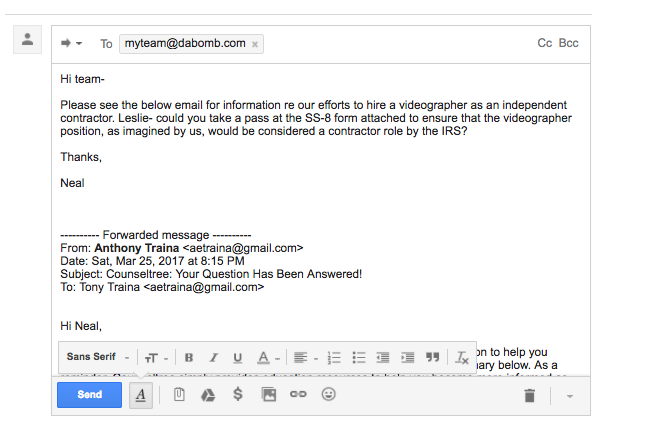 To myteam@dabomb.com × Cc Bcc
Hi team-
Please see the below email for information re our efforts to hire a videographer as an independent
contractor. Leslie- could you take a pass at the SS-8 form attached to ensure that the videographer
position, as imagined by us, would be considered a contractor role by the IRS?
Thanks,
Neal
---------- Forwarded message ----------
From: Anthony Traina <aetraina@gmail.com>
Date: Sat, Mar 25, 2017 at 8:15 PM
Subject: Counseltree: Your Question Has Been Answered!
To: Tony Traina <aetraina@gmail.com>
Hi Neal,
on to help you
Sans Serif B I U A
ary below. As a
Send A $